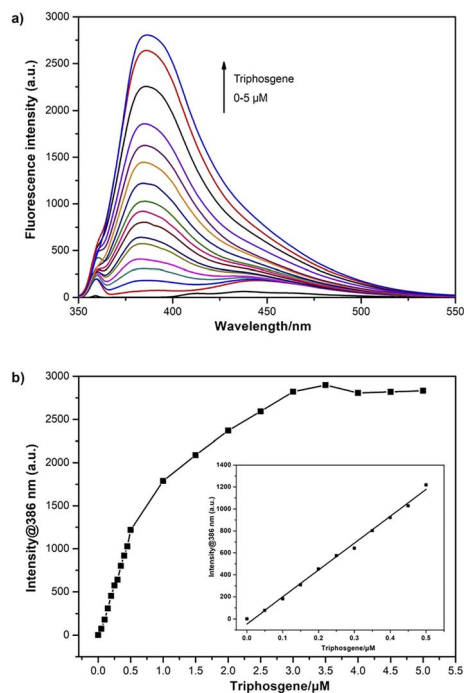 a)
3000
2500
2000
1500
1000
500
0
Fluorescence intensity (a.u.)
Triphosgene
0-5 μM
350 400 450 500 550
Wavelength/nm
b)
3000
2500
2000
1500
1000
500
0
Intensity@386 nm (a.u.)
0.0 0.5 1.0 1.5 2.0 2.5 3.0 3.5 4.0 4.5 5.0 5.5
Triphosgene/μM
1400
1200
1000
800
600
400
200
0
Intensity@386 nm (a.u.)
0.0 0.1 0.2 0.3 0.4 0.5
Triphosgene/μM